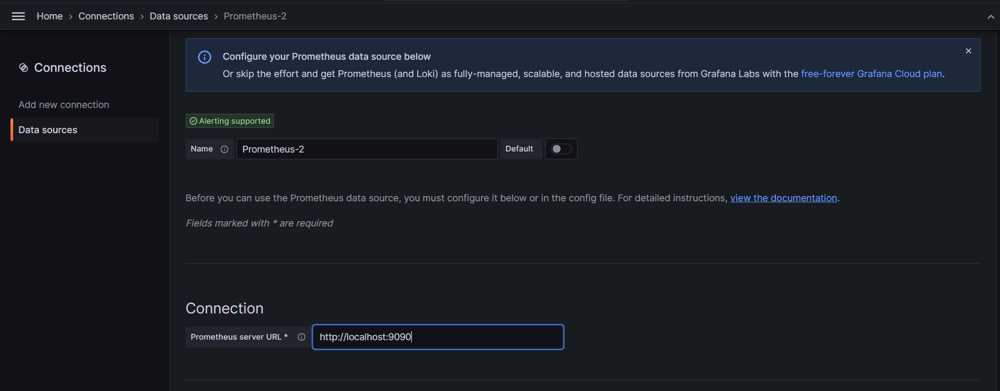 Home › Connections › Data sources › Prometheus-2
Connections
Add new connection
Data sources
Configure your Prometheus data source below
Or skip the effort and get Prometheus (and Loki) as fully-managed, scalable, and hosted data sources from Grafana Labs with the free-forever Grafana Cloud plan.
Alerting supported
Name Prometheus-2 Default
Before you can use the Prometheus data source, you must configure it below or in the config file. For detailed instructions, view the documentation.
Fields marked with * are required
Connection
Prometheus server URL * http://localhost:9090